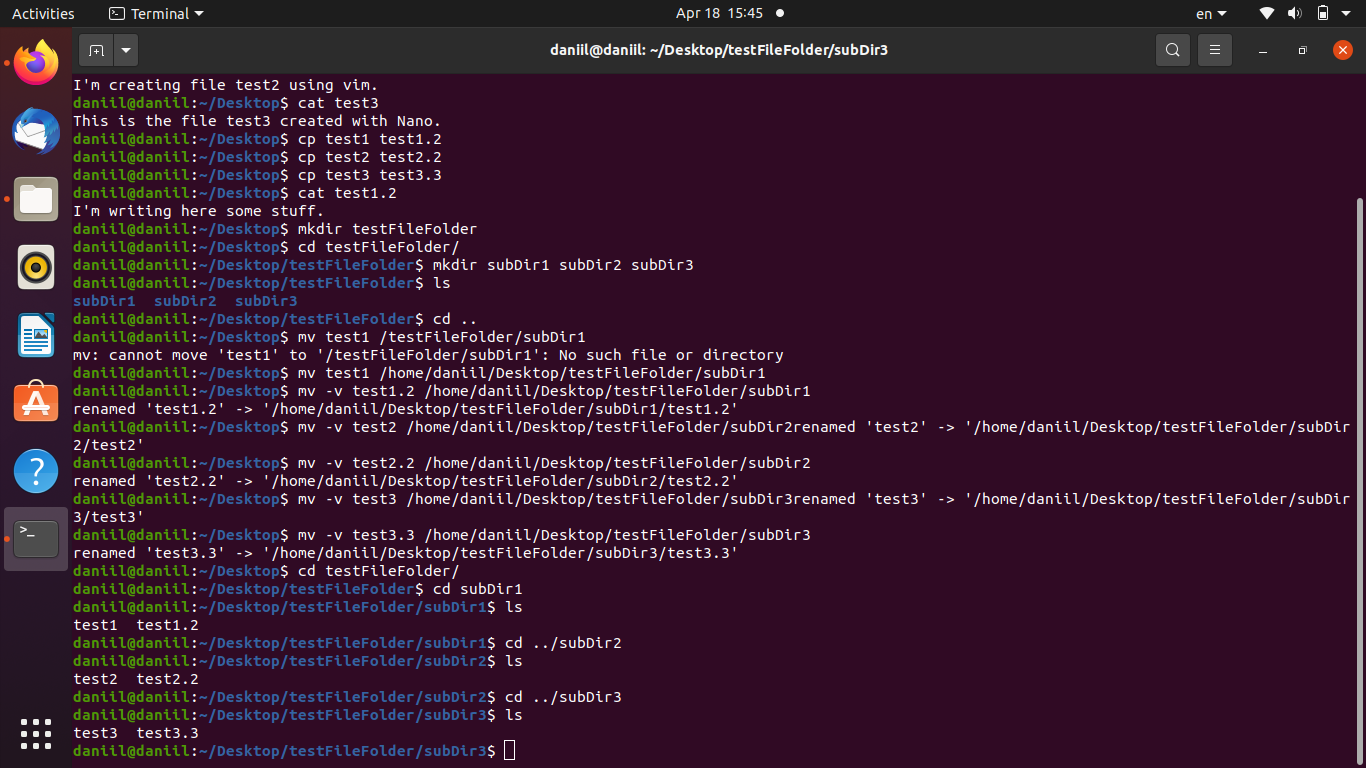 Activities Terminal Apr 18 15:45 en
daniil@daniil: ~/Desktop/testFileFolder/subDir3
I'm creating file test2 using vim.
daniil@daniil:~/Desktop$ cat test3
This is the file test3 created with Nano.
daniil@daniil:~/Desktop$ cp test1 test1.2
daniil@daniil:~/Desktop$ cp test2 test2.2
daniil@daniil:~/Desktop$ cp test3 test3.3
daniil@daniil:~/Desktop$ cat test1.2
I'm writing here some stuff.
daniil@daniil:~/Desktop$ mkdir testFileFolder
daniil@daniil:~/Desktop$ cd testFileFolder/
daniil@daniil:~/Desktop/testFileFolder$ mkdir subDir1 subDir2 subDir3
daniil@daniil:~/Desktop/testFileFolder$ ls
subDir1  subDir2  subDir3
daniil@daniil:~/Desktop/testFileFolder$ cd ..
daniil@daniil:~/Desktop$ mv test1 /testFileFolder/subDir1
mv: cannot move 'test1' to '/testFileFolder/subDir1': No such file or directory
daniil@daniil:~/Desktop$ mv test1 /home/daniil/Desktop/testFileFolder/subDir1
daniil@daniil:~/Desktop$ mv -v test1.2 /home/daniil/Desktop/testFileFolder/subDir1
renamed 'test1.2' -> '/home/daniil/Desktop/testFileFolder/subDir1/test1.2'
daniil@daniil:~/Desktop$ mv -v test2 /home/daniil/Desktop/testFileFolder/subDir2renamed 'test2' -> '/home/daniil/Desktop/testFileFolder/subDir
2/test2'
daniil@daniil:~/Desktop$ mv -v test2.2 /home/daniil/Desktop/testFileFolder/subDir2
renamed 'test2.2' -> '/home/daniil/Desktop/testFileFolder/subDir2/test2.2'
daniil@daniil:~/Desktop$ mv -v test3 /home/daniil/Desktop/testFileFolder/subDir3renamed 'test3' -> '/home/daniil/Desktop/testFileFolder/subDir
3/test3'
daniil@daniil:~/Desktop$ mv -v test3.3 /home/daniil/Desktop/testFileFolder/subDir3
renamed 'test3.3' -> '/home/daniil/Desktop/testFileFolder/subDir3/test3.3'
daniil@daniil:~/Desktop$ cd testFileFolder/
daniil@daniil:~/Desktop/testFileFolder$ cd subDir1
daniil@daniil:~/Desktop/testFileFolder/subDir1$ ls
test1  test1.2
daniil@daniil:~/Desktop/testFileFolder/subDir1$ cd ../subDir2
daniil@daniil:~/Desktop/testFileFolder/subDir2$ ls
test2  test2.2
daniil@daniil:~/Desktop/testFileFolder/subDir2$ cd ../subDir3
daniil@daniil:~/Desktop/testFileFolder/subDir3$ ls
test3  test3.3
daniil@daniil:~/Desktop/testFileFolder/subDir3$